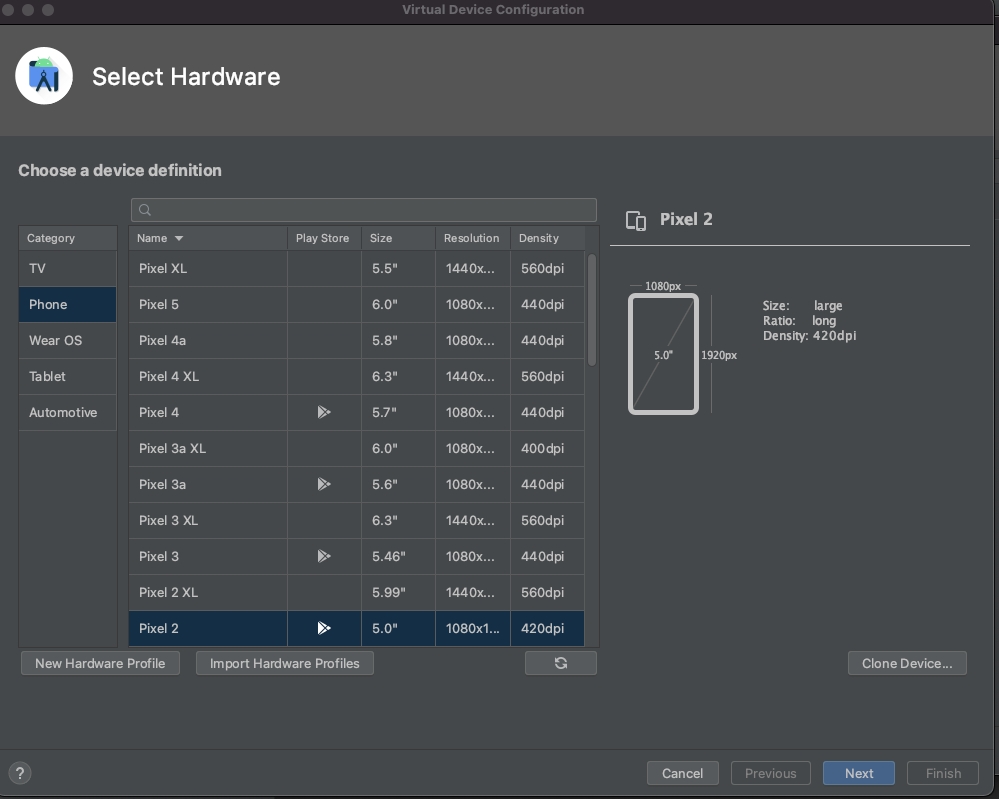 Virtual Device Configuration
Select Hardware
Choose a device definition
Category
TV
Phone
Wear OS
Tablet
Automotive
Name Play Store Size Resolution Density
Pixel XL 5.5" 1440x... 560dpi
Pixel 5 6.0" 1080x... 440dpi
Pixel 4a 5.8" 1080x... 440dpi
Pixel 4 XL 6.3" 1440x... 560dpi
Pixel 4 5.7" 1080x... 440dpi
Pixel 3a XL 6.0" 1080x... 400dpi
Pixel 3a 5.6" 1080x... 440dpi
Pixel 3 XL 6.3" 1440x... 560dpi
Pixel 3 5.46" 1080x... 440dpi
Pixel 2 XL 5.99" 1440x... 560dpi
Pixel 2 5.0" 1080x1... 420dpi
Pixel 2
1080px
5.0"
1920px
Size: large
Ratio: long
Density: 420dpi
New Hardware Profile Import Hardware Profiles Clone Device...
? Cancel Previous Next Finish